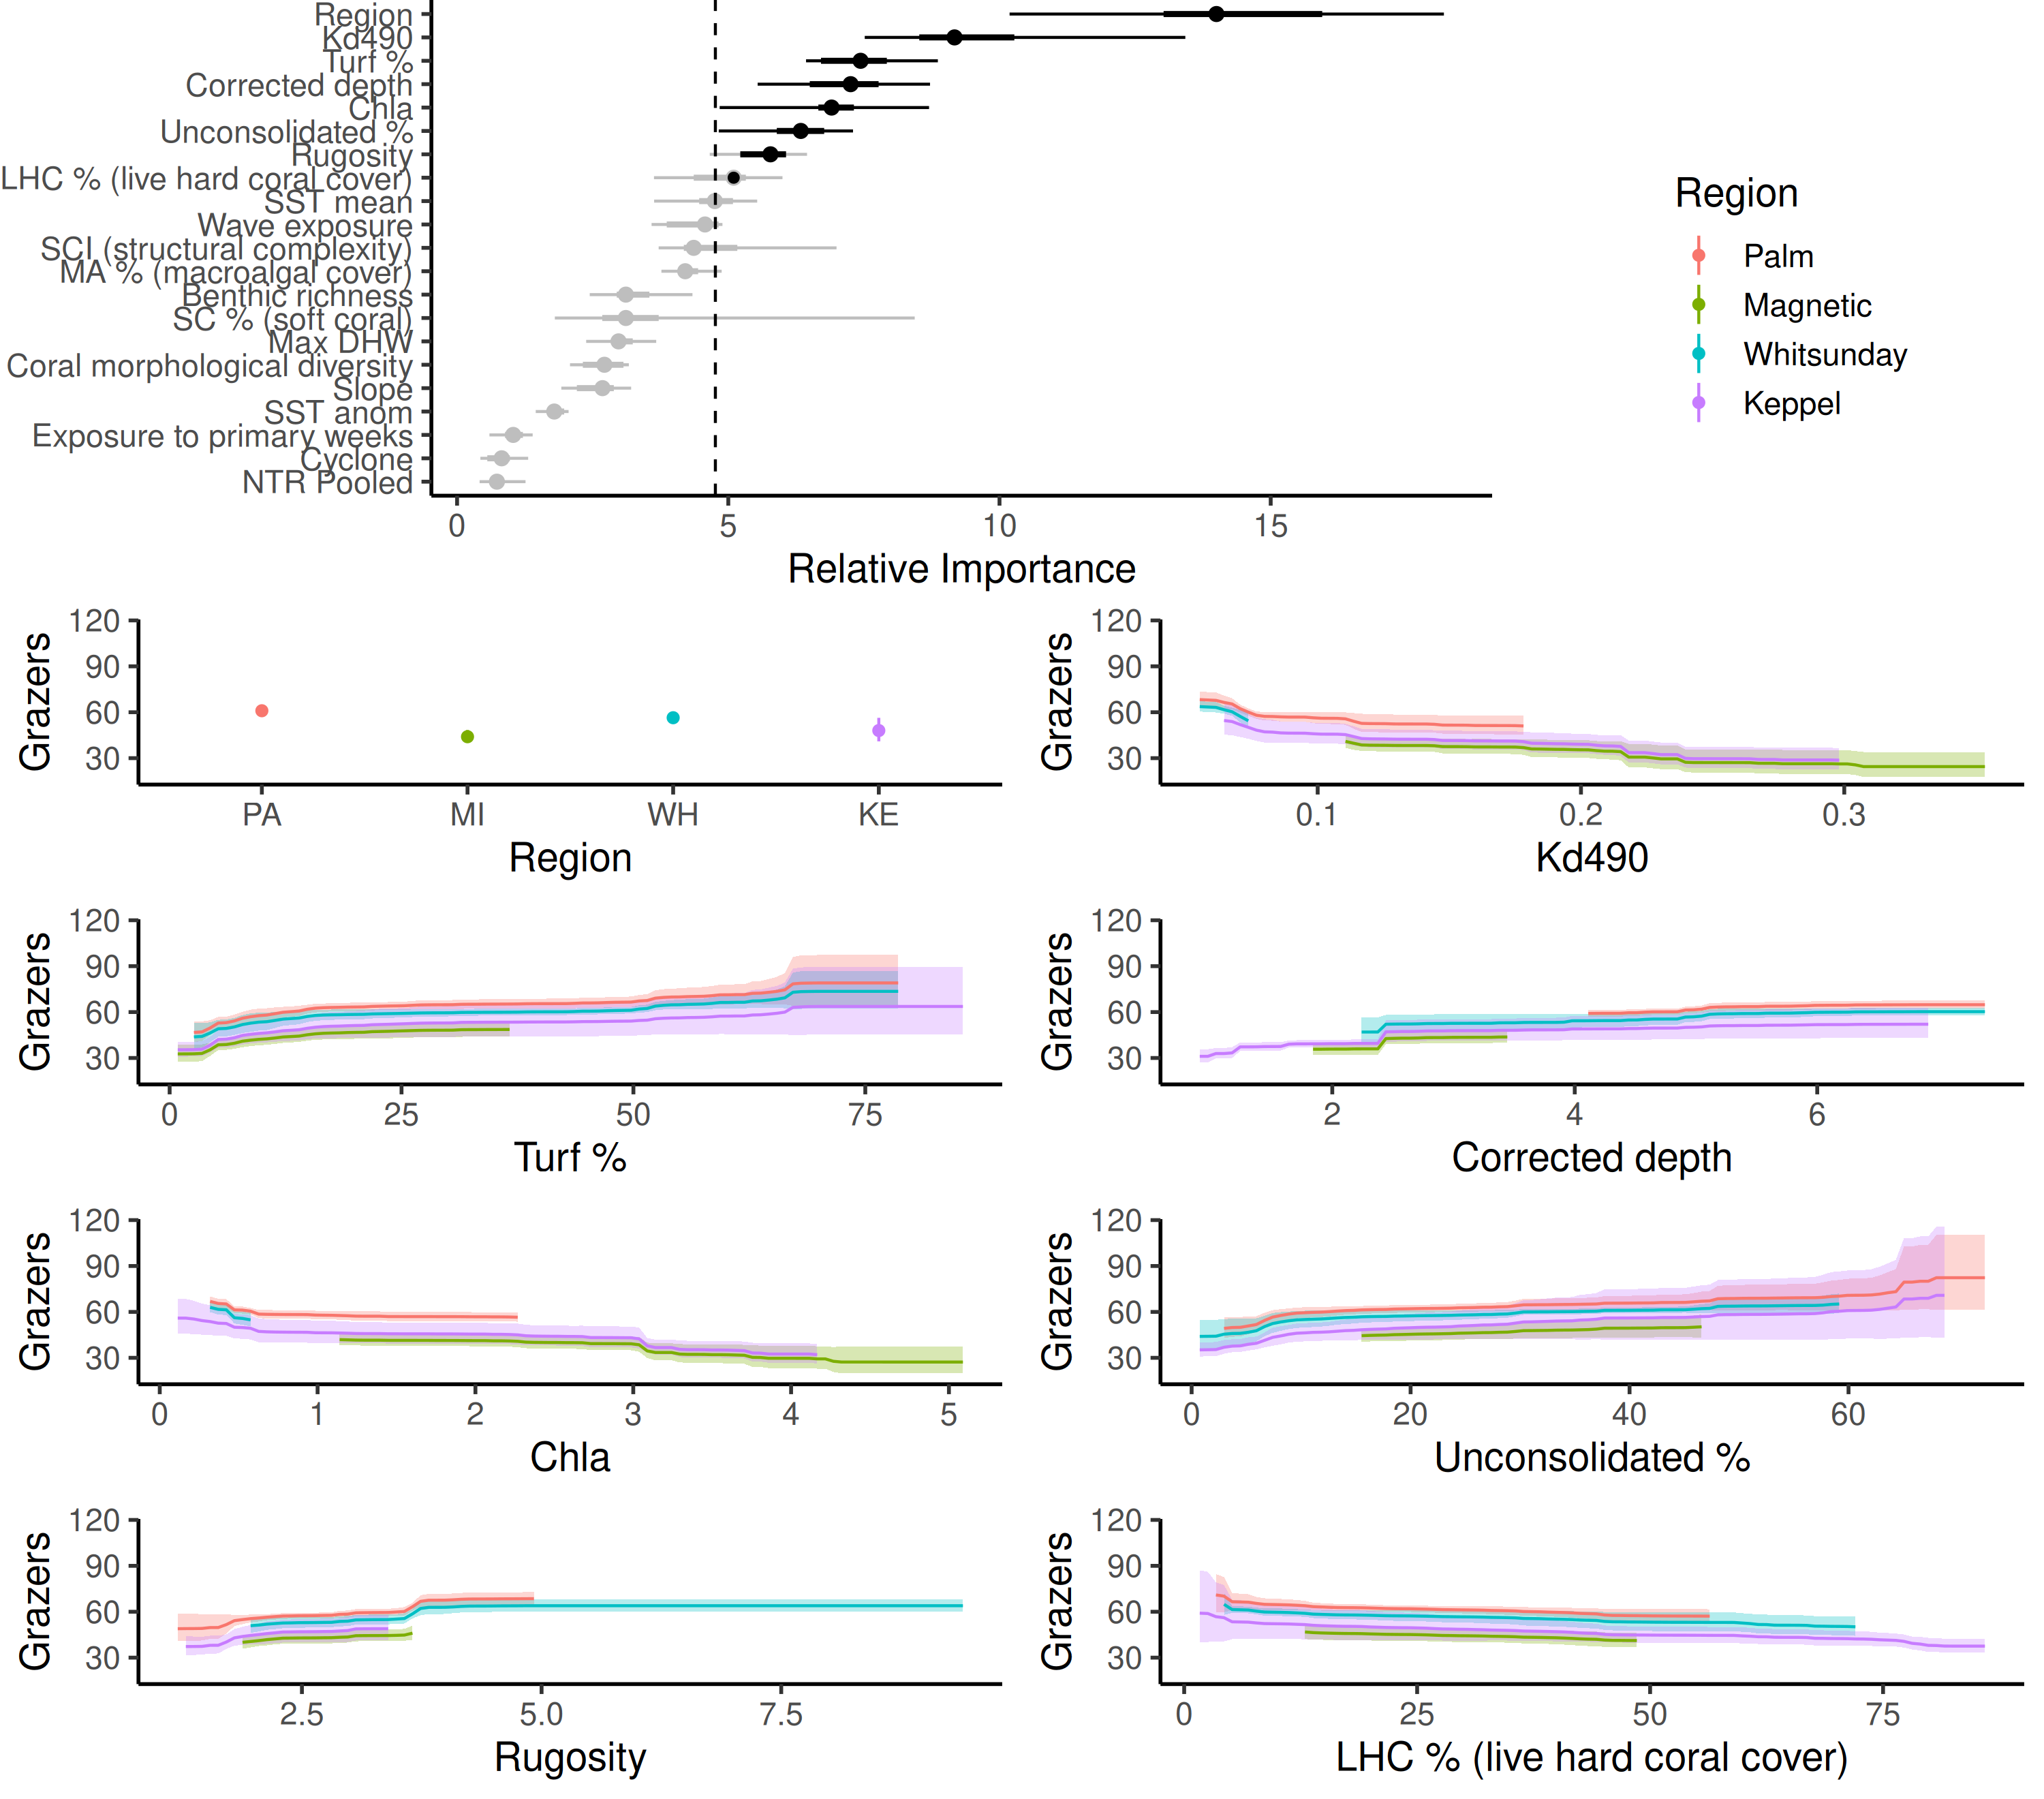 Region
Kd490
Turf %
Corrected depth
Chla
Unconsolidated %
Rugosity
LHC % (live hard coral cover)
SST mean
Wave exposure
SCI (structural complexity)
MA % (macroalgal cover)
Benthic richness
SC % (soft coral)
Max DHW
Coral morphological diversity
Slope
SST anom
Exposure to primary weeks
Cyclone
NTR Pooled
0 5 10 15
Relative Importance
Region
Palm
Magnetic
Whitsunday
Keppel
Grazers
120
90
60
30
PA MI WH KE
Region
Grazers
120
90
60
30
0.1 0.2 0.3
Kd490
Grazers
120
90
60
30
0 25 50 75
Turf %
Grazers
120
90
60
30
2 4 6
Corrected depth
Grazers
120
90
60
30
0 1 2 3 4 5
Chla
Grazers
120
90
60
30
0 20 40 60
Unconsolidated %
Grazers
120
90
60
30
2.5 5.0 7.5
Rugosity
Grazers
120
90
60
30
0 25 50 75
LHC % (live hard coral cover)